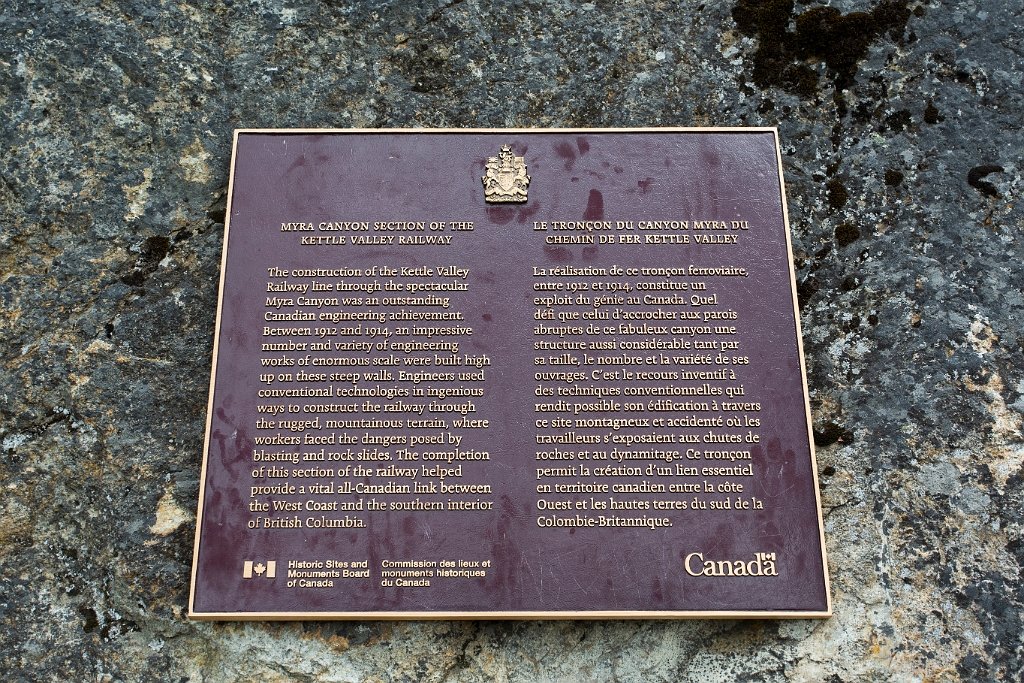 MYRA CANYON SECTION OF THE
KETTLE VALLEY RAILWAY
The construction of the Kettle Valley
Railway line through the spectacular
Myra Canyon was an outstanding
Canadian engineering achievement.
Between 1912 and 1914, an impressive
number and variety of engineering
works of enormous scale were built high
up on these steep walls. Engineers used
conventional technologies in ingenious
ways to construct the railway through
the rugged, mountainous terrain, where
workers faced the dangers posed by
blasting and rock slides. The completion
of this section of the railway helped
provide a vital all-Canadian link between
the West Coast and the southern interior
of British Columbia.
LE TRONÇON DU CANYON MYRA DU
CHEMIN DE FER KETTLE VALLEY
La réalisation de ce tronçon ferroviaire,
entre 1912 et 1914, constitue un
exploit du génie au Canada. Quel
défi que celui d'accrocher aux parois
abruptes de ce fabuleux canyon une
structure aussi considérable tant par
sa taille, le nombre et la variété de ses
ouvrages. C'est le recours inventif à
des techniques conventionnelles qui
rendit possible son édification à travers
ce site montagneux et accidenté où les
travailleurs s'exposaient aux chutes de
roches et au dynamitage. Ce tronçon
permit la création d'un lien essentiel
en territoire canadien entre la côte
Ouest et les hautes terres du sud de la
Colombie-Britannique.
Historic Sites and
Monuments Board
of Canada
Commission des lieux et
monuments historiques
du Canada
Canada